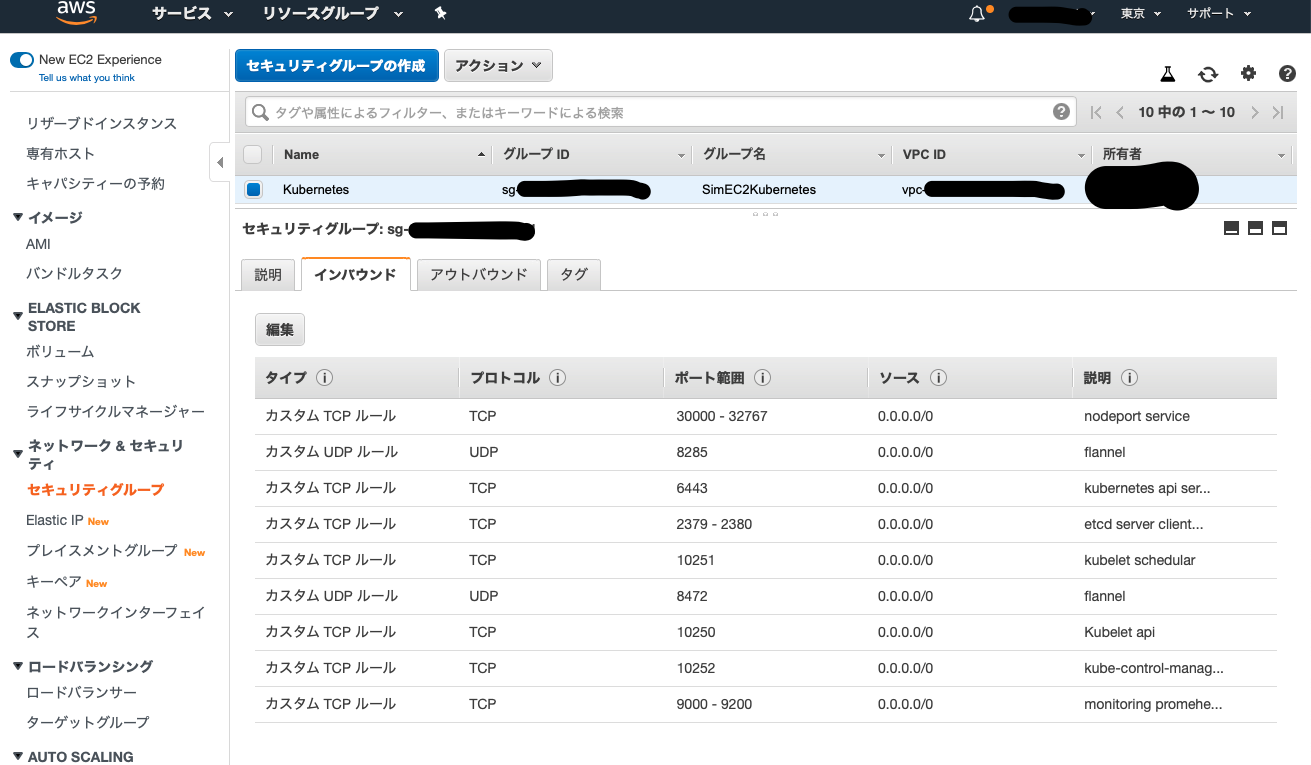 aws サービス リソースグループ 東京 サポート
New EC2 Experience
Tell us what you think
リザーブドインスタンス
専有ホスト
キャパシティーの予約
イメージ
AMI
バンドルタスク
ELASTIC BLOCK
STORE
ボリューム
スナップショット
ライフサイクルマネージャー
ネットワーク & セキュリ
ティ
セキュリティグループ
Elastic IP New
プレイスメントグループ New
キーペア New
ネットワークインターフェイ
ス
ロードバランシング
ロードバランサー
ターゲットグループ
AUTO SCALING
セキュリティグループの作成 アクション
タグや属性によるフィルター、またはキーワードによる検索 10 中の 1 〜 10
Name グループ ID グループ名 VPC ID 所有者
Kubernetes sg- SimEC2Kubernetes vpc-
セキュリティグループ: sg-
説明 インバウンド アウトバウンド タグ
編集
タイプ プロトコル ポート範囲 ソース 説明
カスタム TCP ルール TCP 30000 - 32767 0.0.0.0/0 nodeport service
カスタム UDP ルール UDP 8285 0.0.0.0/0 flannel
カスタム TCP ルール TCP 6443 0.0.0.0/0 kubernetes api ser...
カスタム TCP ルール TCP 2379 - 2380 0.0.0.0/0 etcd server client...
カスタム TCP ルール TCP 10251 0.0.0.0/0 kubelet schedular
カスタム UDP ルール UDP 8472 0.0.0.0/0 flannel
カスタム TCP ルール TCP 10250 0.0.0.0/0 Kubelet api
カスタム TCP ルール TCP 10252 0.0.0.0/0 kube-control-manag...
カスタム TCP ルール TCP 9000 - 9200 0.0.0.0/0 monitoring promehe...